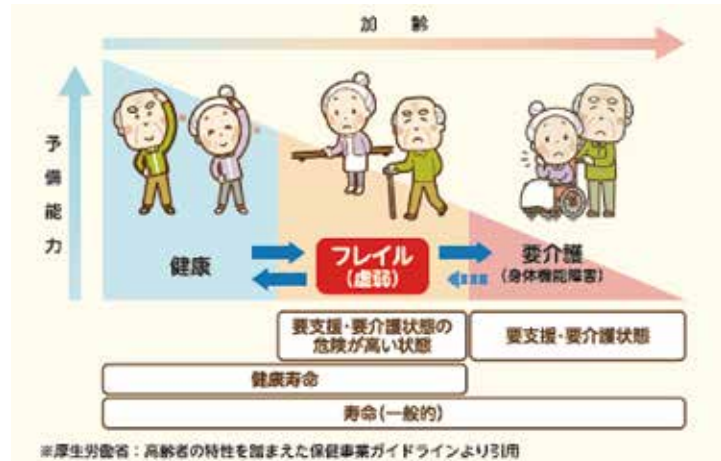 加齢
予備能力
健康
フレイル
(虚弱)
要介護
(身体機能障害)
要支援・要介護状態の
危険が高い状態
要支援・要介護状態
健康寿命
寿命(一般的)
※厚生労働省：高齢者の特性を踏まえた保健事業ガイドラインより引用